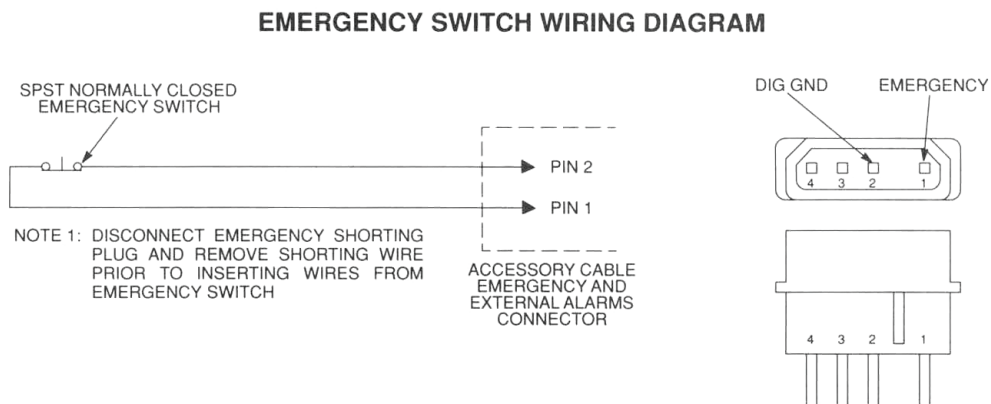 EMERGENCY SWITCH WIRING DIAGRAM
SPST NORMALLY CLOSED
EMERGENCY SWITCH
PIN 2
PIN 1
NOTE 1: DISCONNECT EMERGENCY SHORTING
PLUG AND REMOVE SHORTING WIRE
PRIOR TO INSERTING WIRES FROM
EMERGENCY SWITCH
ACCESSORY CABLE
EMERGENCY AND
EXTERNAL ALARMS
CONNECTOR
DIG GND
EMERGENCY
4 3 2 1
4 3 2 1